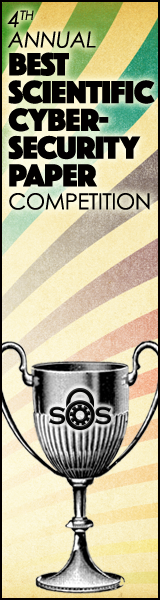 4TH
ANNUAL
BEST
SCIENTIFIC
CYBER-
SECURITY
PAPER
COMPETITION
SOS